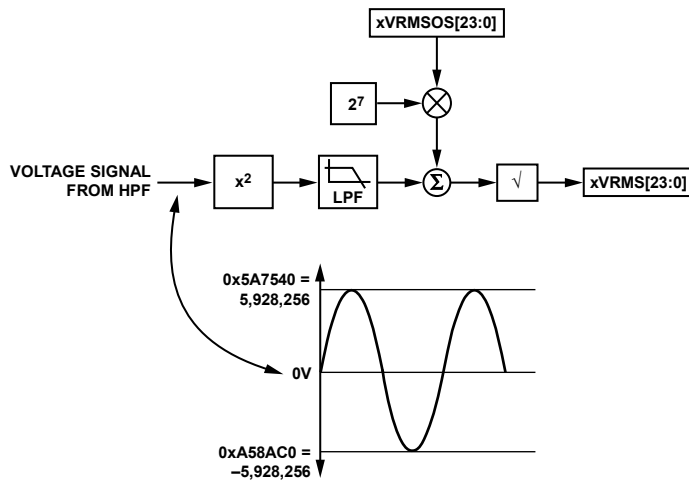 xVRMSOS[23:0]
2⁷
VOLTAGE SIGNAL
FROM HPF
x²
LPF
Σ
√
xVRMS[23:0]
0x5A7540 =
5,928,256
0V
0xA58AC0 =
–5,928,256